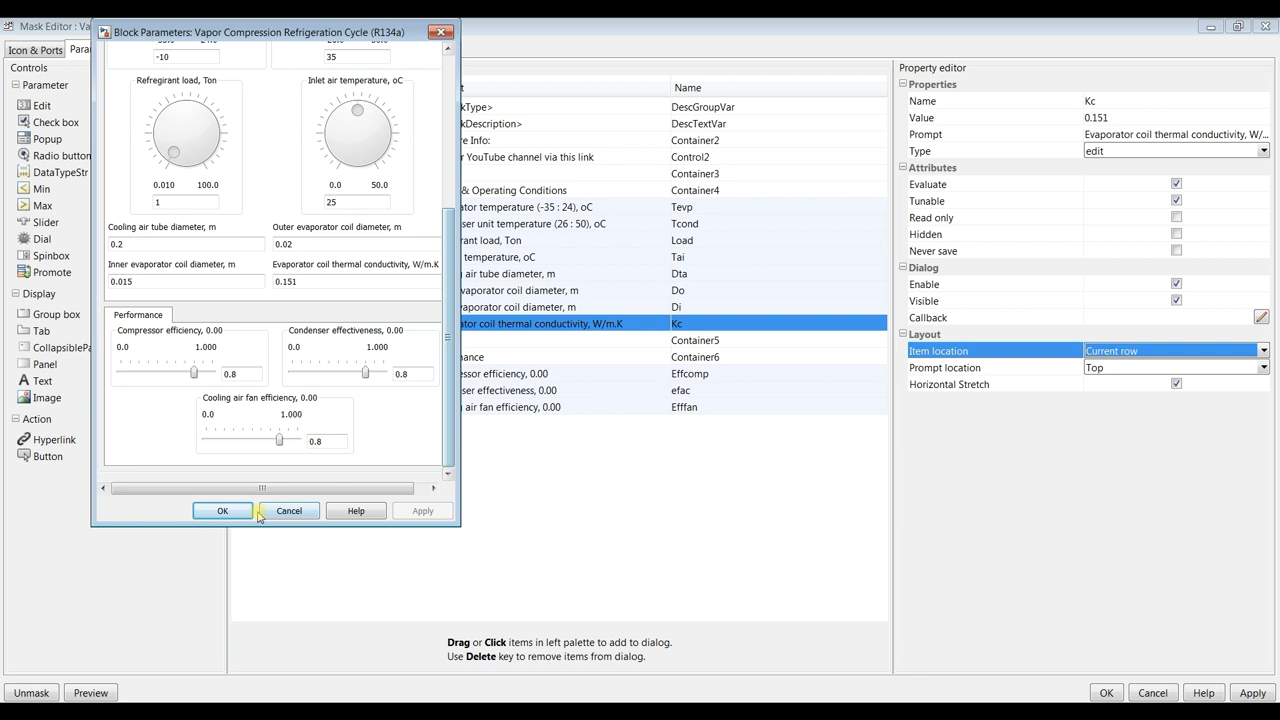 Mask Editor : Va
Block Parameters: Vapor Compression Refrigeration Cycle (R134a)
Icon & Ports
Para
Controls
Parameter
Edit
Check box
Popup
Radio button
DataTypeStr
Min
Max
Slider
Dial
Spinbox
Promote
Display
Group box
Tab
CollapsiblePa
Panel
Text
Image
Action
Hyperlink
Button
-10
35
Refregirant load, Ton
Inlet air temperature, oC
0.010 100.0
0.0 50.0
1
25
Cooling air tube diameter, m
Outer evaporator coil diameter, m
0.2
0.02
Inner evaporator coil diameter, m
Evaporator coil thermal conductivity, W/m.K
0.015
0.151
Performance
Compressor efficiency, 0.00
Condenser effectiveness, 0.00
0.0 1.000
0.0 1.000
0.8
0.8
Cooling air fan efficiency, 0.00
0.0 1.000
0.8
OK
Cancel
Help
Apply
t
Name
kType>
DescGroupVar
kDescription>
DescTextVar
re Info:
Container2
r YouTube channel via this link
Control2
Container3
& Operating Conditions
Container4
ator temperature (-35 : 24), oC
Tevp
ser unit temperature (26 : 50), oC
Tcond
rant load, Ton
Load
temperature, oC
Tai
air tube diameter, m
Dta
vaporator coil diameter, m
Do
vaporator coil diameter, m
Di
ator coil thermal conductivity, W/m.K
Kc
Container5
nance
Container6
essor efficiency, 0.00
Effcomp
ser effectiveness, 0.00
efac
air fan efficiency, 0.00
Efffan
Drag or Click items in left palette to add to dialog.
Use Delete key to remove items from dialog.
Property editor
Properties
Name Kc
Value 0.151
Prompt Evaporator coil thermal conductivity, W/...
Type edit
Attributes
Evaluate
Tunable
Read only
Hidden
Never save
Dialog
Enable
Visible
Callback
Layout
Item location Current row
Prompt location Top
Horizontal Stretch
Unmask
Preview
OK
Cancel
Help
Apply